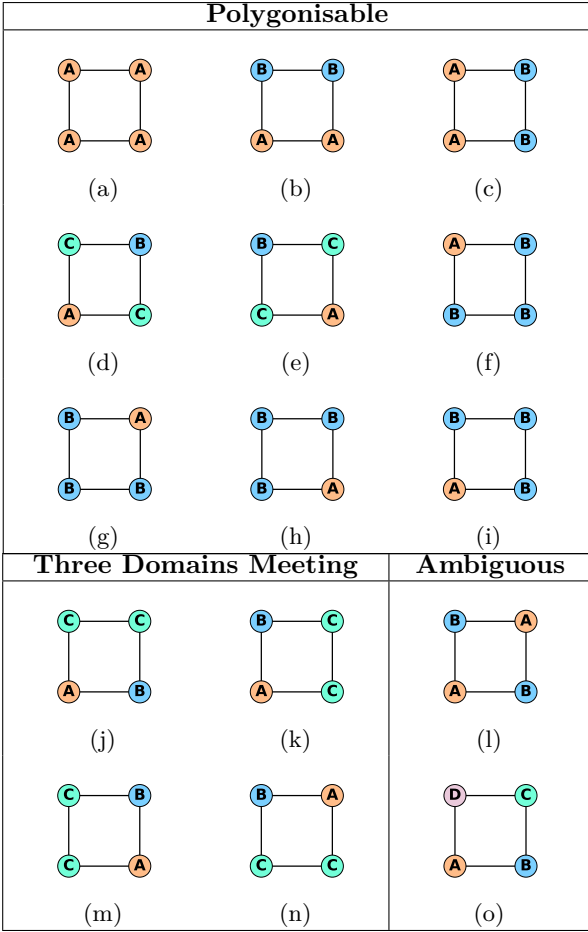 Polygonisable
A A B B A B
A A A A A B
(a) (b) (c)
C B B C A B
A C C A B B
(d) (e) (f)
B A B B B B
B B B A A B
(g) (h) (i)
Three Domains Meeting Ambiguous
C C B C B A
A B A C A B
(j) (k) (l)
C B B A D C
C A C C A B
(m) (n) (o)